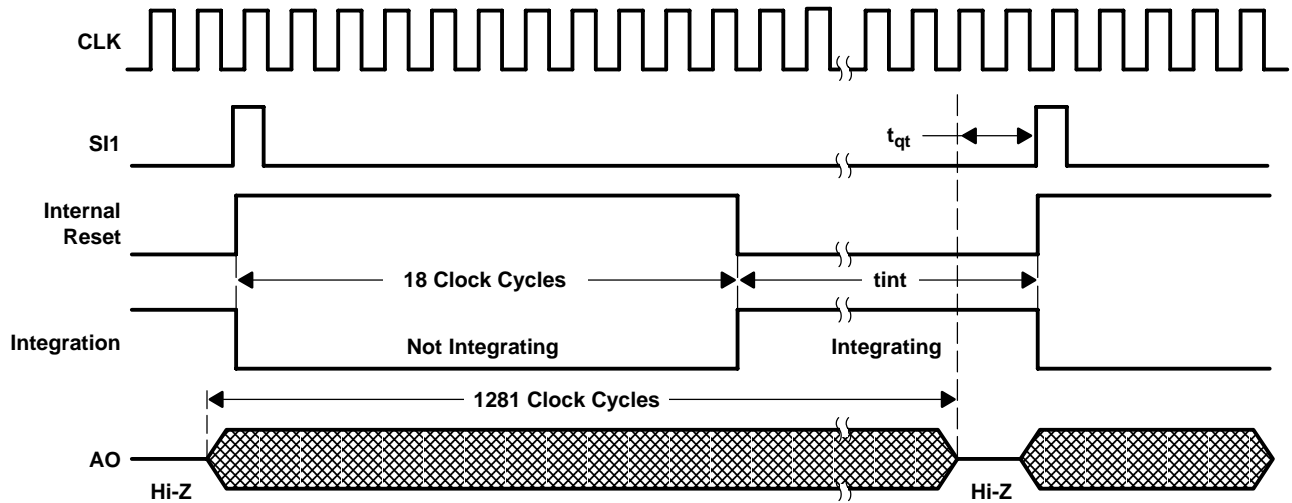 CLK
SI1
t_qt
Internal
Reset
18 Clock Cycles
tint
Integration
Not Integrating
Integrating
1281 Clock Cycles
AO
Hi-Z
Hi-Z